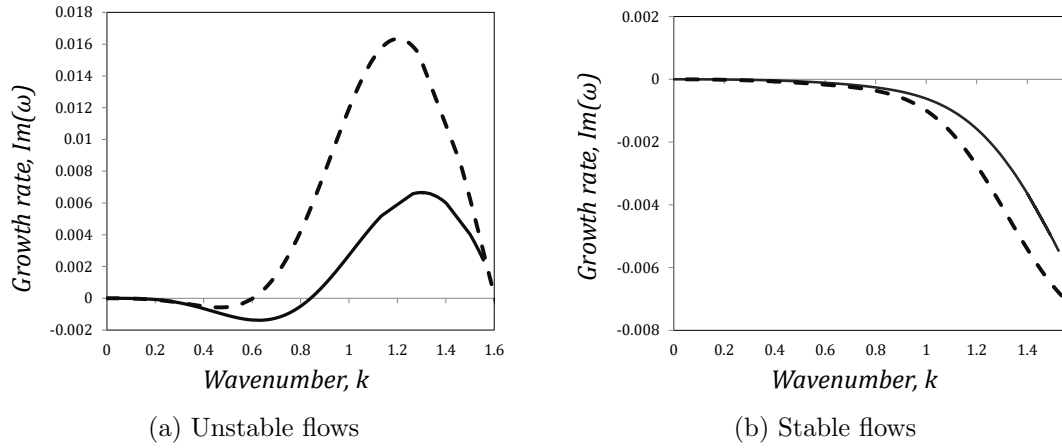 0.018
0.016
0.014
0.012
0.01
0.008
0.006
0.004
0.002
0
-0.002
Growth rate, Im(ω)
0 0.2 0.4 0.6 0.8 1 1.2 1.4 1.6
Wavenumber, k
(a) Unstable flows
0.002
0
-0.002
-0.004
-0.006
-0.008
Growth rate, Im(ω)
0 0.2 0.4 0.6 0.8 1 1.2 1.4
Wavenumber, k
(b) Stable flows